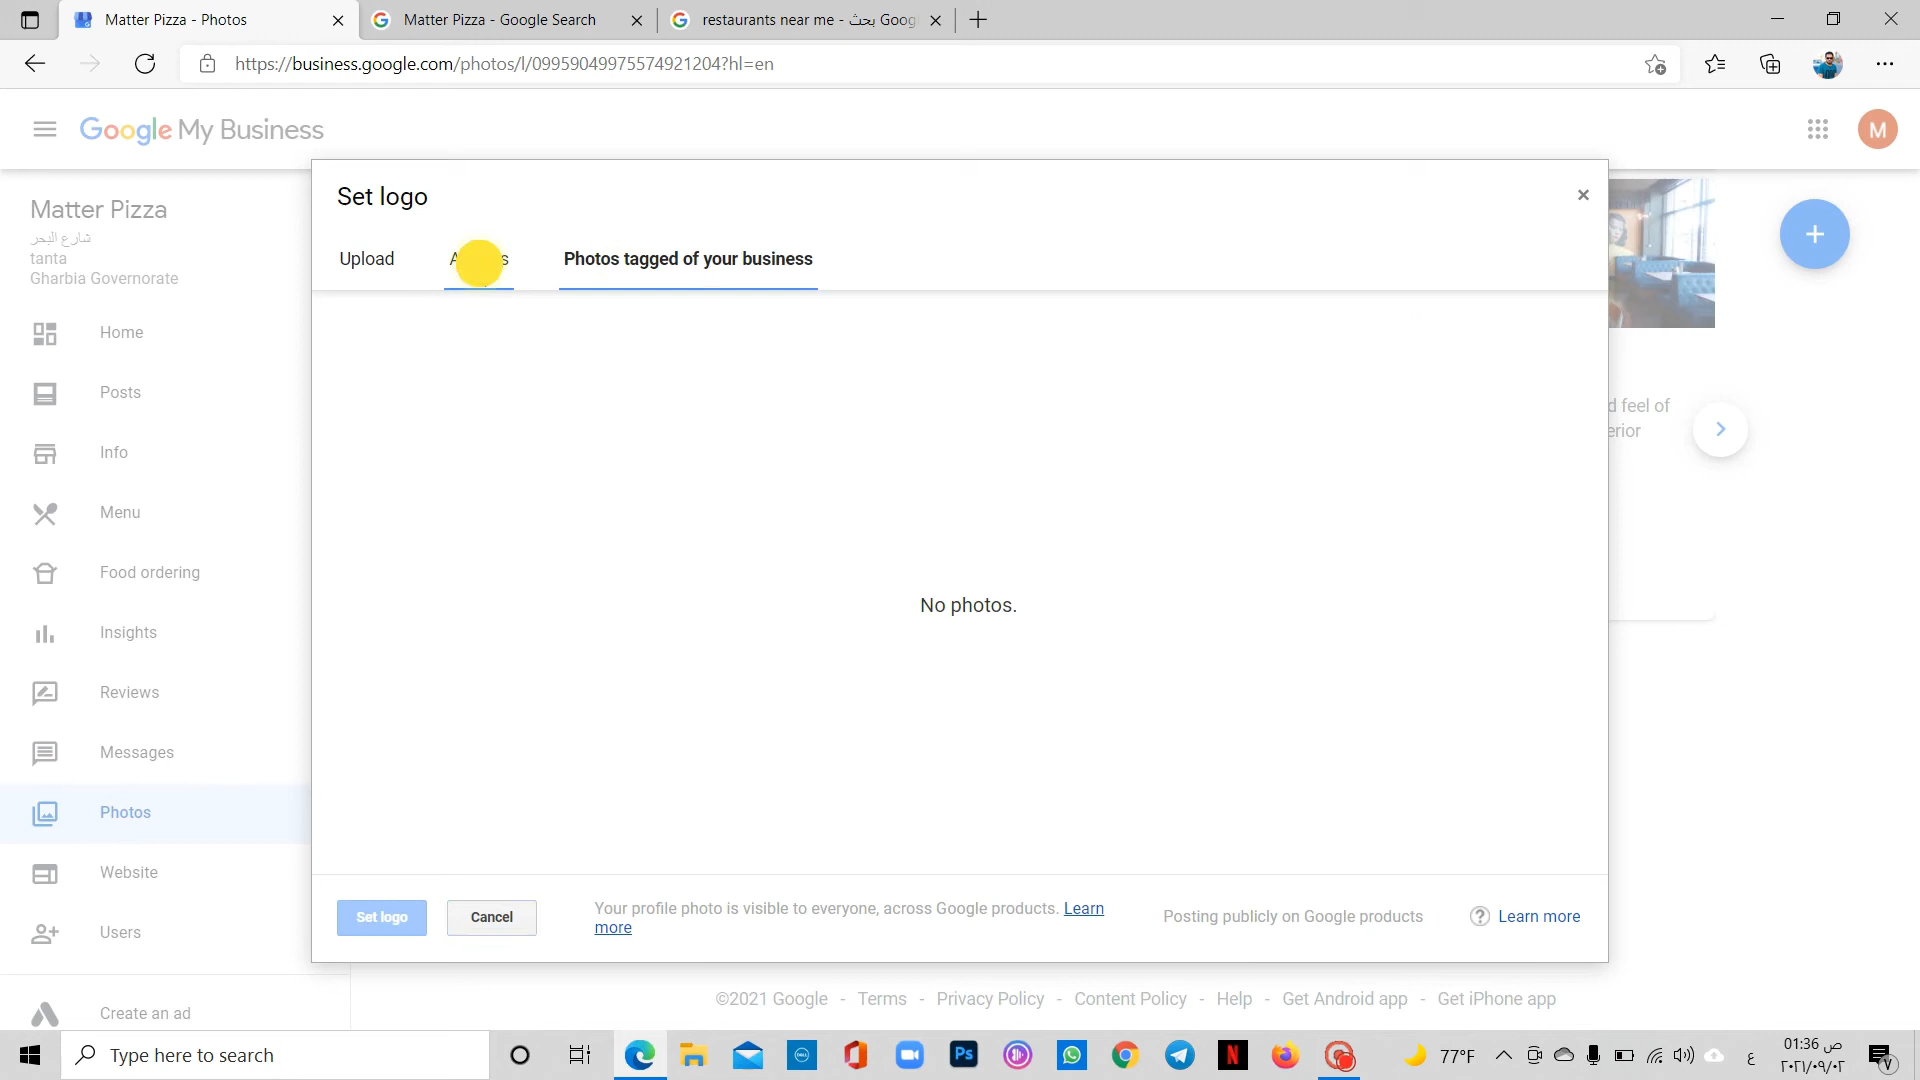 Matter Pizza - Photos
Matter Pizza - Google Search
restaurants near me - بحث Goog
https://business.google.com/photos/l/09959049975574921204?hl=en
Google My Business
M
Set logo
Upload
Photos tagged of your business
Matter Pizza
شارع البحر
tanta
Gharbia Governorate
Home
Posts
Info
Menu
Food ordering
Insights
Reviews
Messages
Photos
Website
Users
Create an ad
d feel of
erior
No photos.
Set logo
Cancel
Your profile photo is visible to everyone, across Google products. Learn
more
Posting publicly on Google products
Learn more
©2021 Google - Terms - Privacy Policy - Content Policy - Help - Get Android app - Get iPhone app
Type here to search
DELL
Ps
N
77°F
ع
01:36 ص
٢٠٢١/٠٩/٠٢